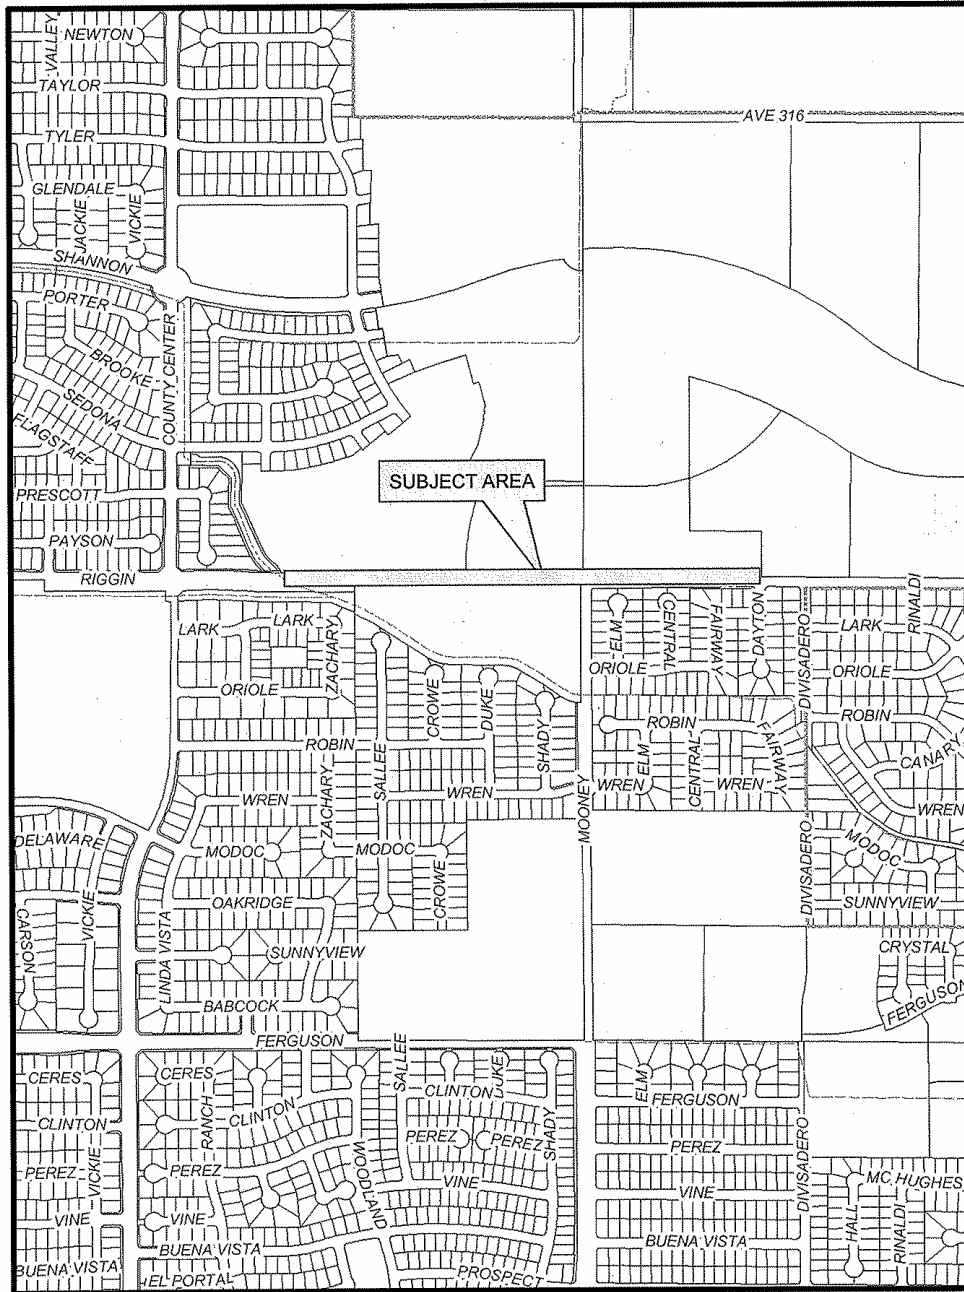 VALLEY
NEWTON
TAYLOR
AVE 316
TYLER
GLENDALE
JACKIE
VICKIE
SHANNON
PORTER
COUNTY CENTER
BROOKE
SEDONA
FLAGSTAFF
SUBJECT AREA
PRESCOTT
PAYSON
RIGGIN
LARK
LARK
ZACHARY
ELM
CENTRAL
FAIRWAY
DAYTON
DIVISADERO
LARK
RINALDI
ORIOLE
CROWE
DUKE
ORIOLE
ORIOLE
ROBIN
SALLEE
SHADY
ROBIN
FAIRWAY
ROBIN
CANARY
WREN
ZACHARY
WREN
MOONEY
WREN
ELM
CENTRAL
WREN
WREN
DELAWARE
MODOC
MODOC
CROWE
DIVISADERO
MODOC
CARSON
VICKIE
LINDA VISTA
OAKRIDGE
SUNNYVIEW
SUNNYVIEW
CRYSTAL
BABCOCK
FERGUSON
FERGUSON
CERES
CERES
SALLEE
DUKE
ELM
FERGUSON
CLINTON
RANCH
CLINTON
CLINTON
SHADY
DIVISADERO
PEREZ
VICKIE
PEREZ
WOODLAND
PEREZ
PEREZ
PEREZ
VINE
VINE
VINE
VINE
MC HUGHES
HALL
RINALDI
BUENA VISTA
BUENA VISTA
BUENA VISTA
EL PORTAL
PROSPECT